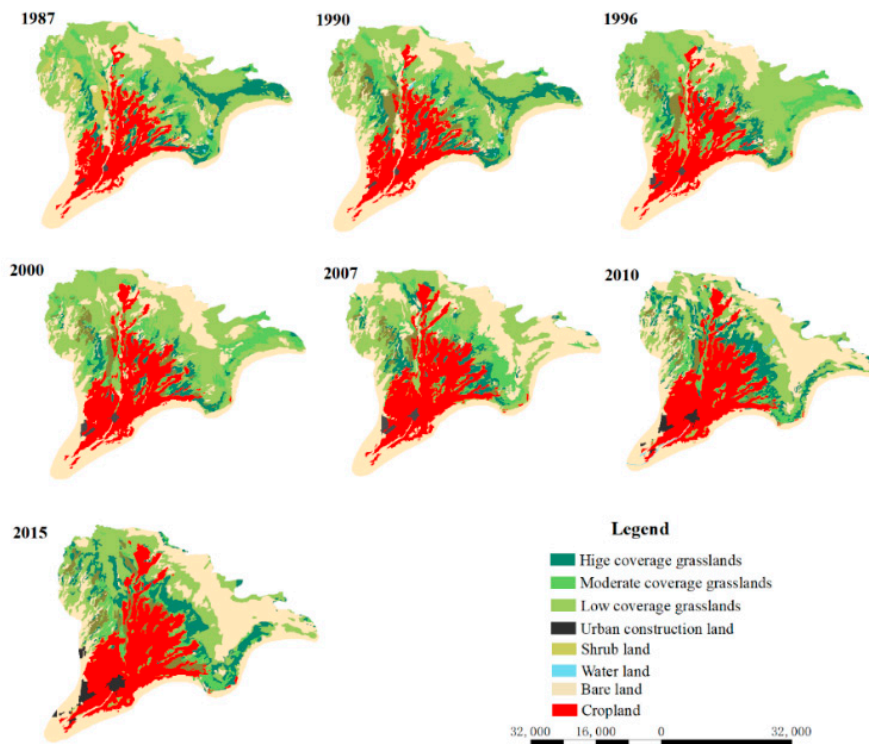 1987
1990
1996
2000
2007
2010
2015
Legend
Hige coverage grasslands
Moderate coverage grasslands
Low coverage grasslands
Urban construction land
Shrub land
Water land
Bare land
Cropland
32, 000 16, 000 0 32, 000